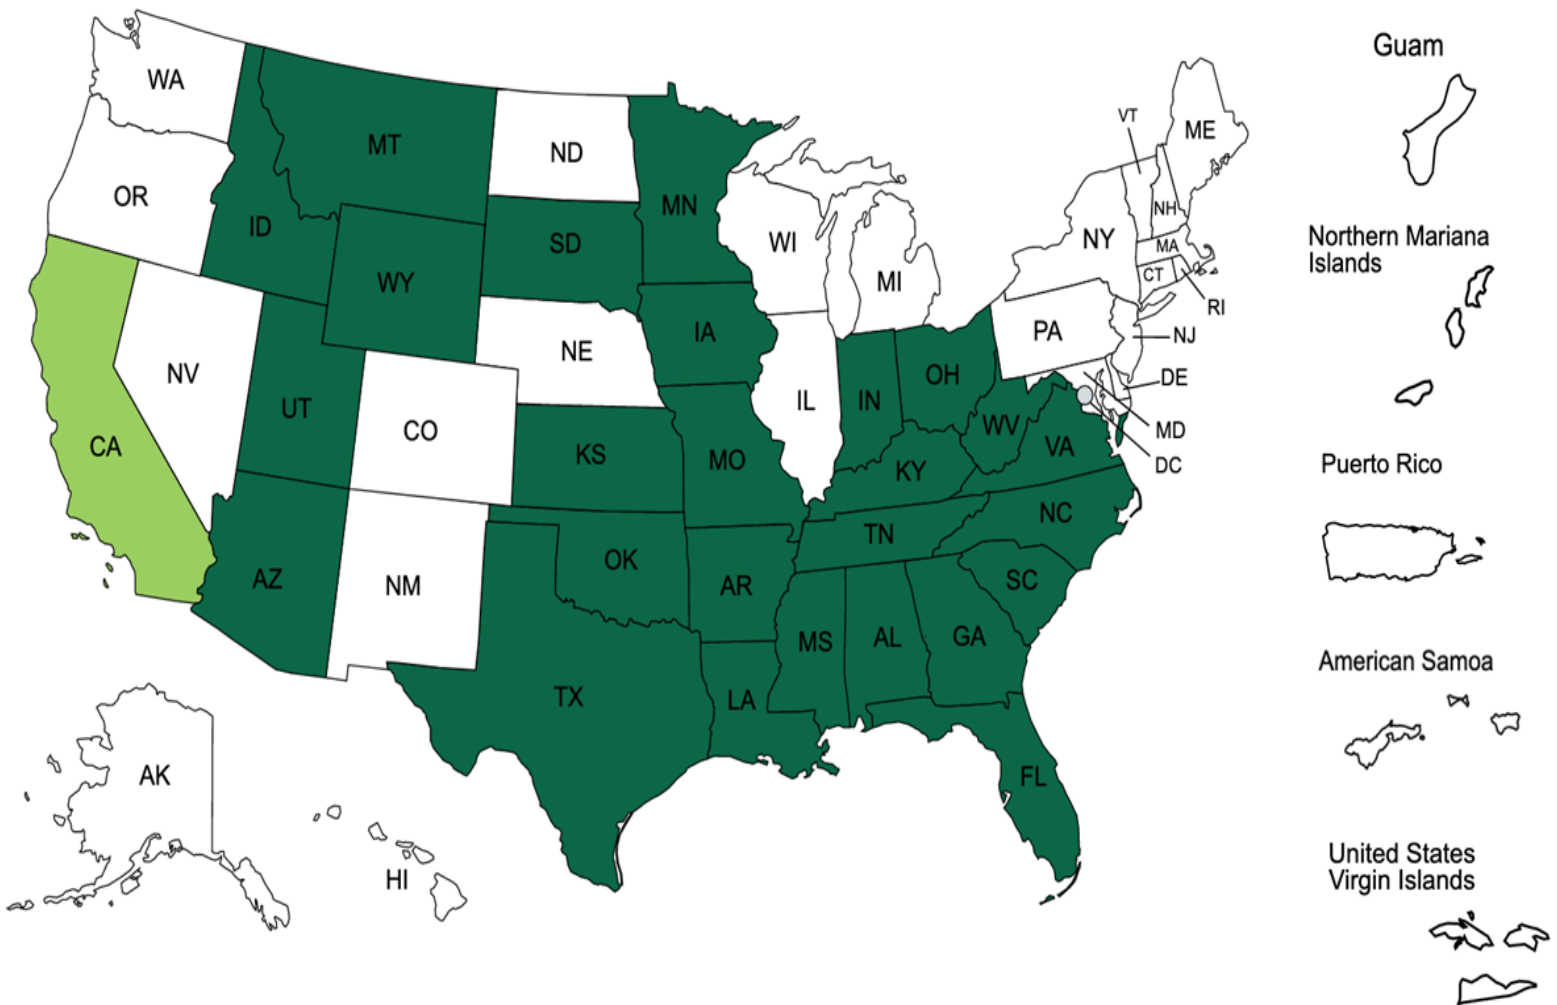 WA
OR
CA
NV
ID
MT
WY
UT
AZ
CO
NM
ND
SD
NE
KS
OK
TX
MN
IA
MO
AR
LA
WI
IL
MI
IN
OH
KY
TN
MS
AL
GA
FL
SC
NC
VA
WV
PA
NY
VT
NH
ME
MA
CT
RI
NJ
DE
MD
DC
AK
HI
Guam
Northern Mariana
Islands
Puerto Rico
American Samoa
United States
Virgin Islands